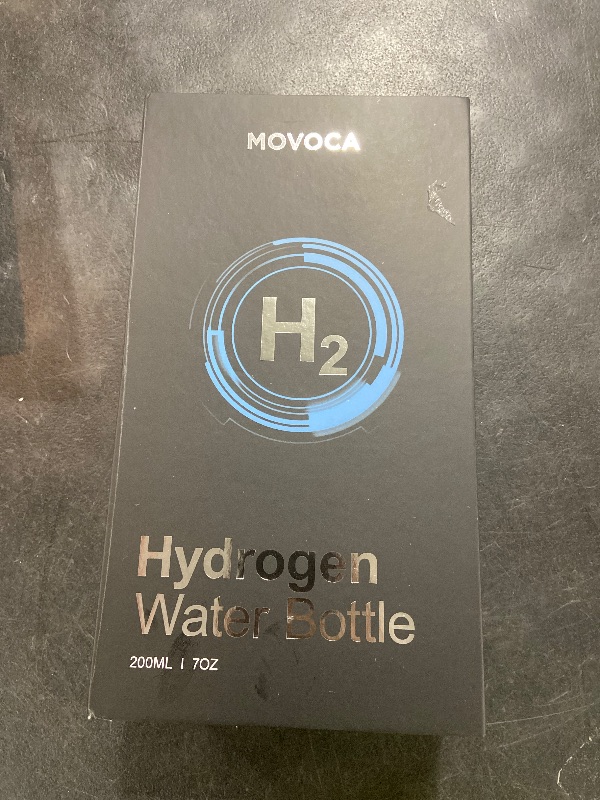 MOVOCA
H2
Hydrogen
Water Bottle
200ML | 7OZ